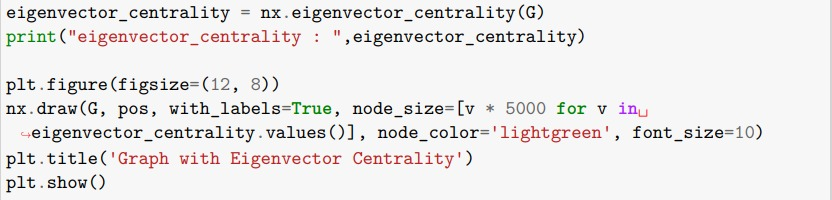 eigenvector_centrality = nx.eigenvector_centrality(G)
print("eigenvector_centrality : ",eigenvector_centrality)
plt.figure(figsize=(12, 8))
nx.draw(G, pos, with_labels=True, node_size=[v * 5000 for v in␣
↪eigenvector_centrality.values()], node_color='lightgreen', font_size=10)
plt.title('Graph with Eigenvector Centrality')
plt.show()